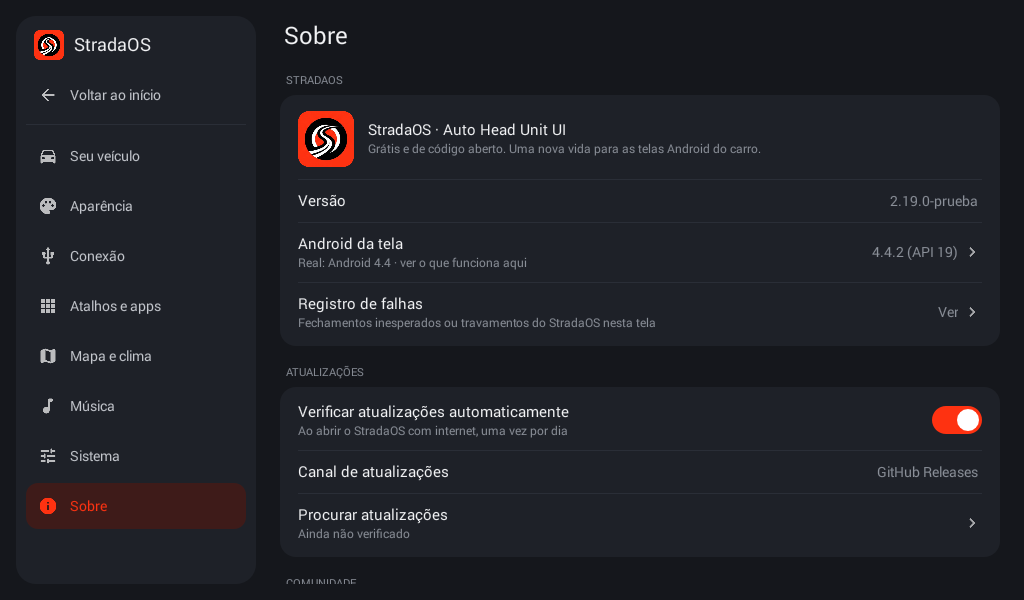 StradaOS
Voltar ao início
Seu veículo
Aparência
Conexão
Atalhos e apps
Mapa e clima
Música
Sistema
Sobre
Sobre
STRADAOS
StradaOS · Auto Head Unit UI
Grátis e de código aberto. Uma nova vida para as telas Android do carro.
Versão
2.19.0-prueba
Android da tela
Real: Android 4.4 · ver o que funciona aqui
4.4.2 (API 19)
Registro de falhas
Fechamentos inesperados ou travamentos do StradaOS nesta tela
Ver
ATUALIZAÇÕES
Verificar atualizações automaticamente
Ao abrir o StradaOS com internet, uma vez por dia
Canal de atualizações
GitHub Releases
Procurar atualizações
Ainda não verificado
COMUNIDADE